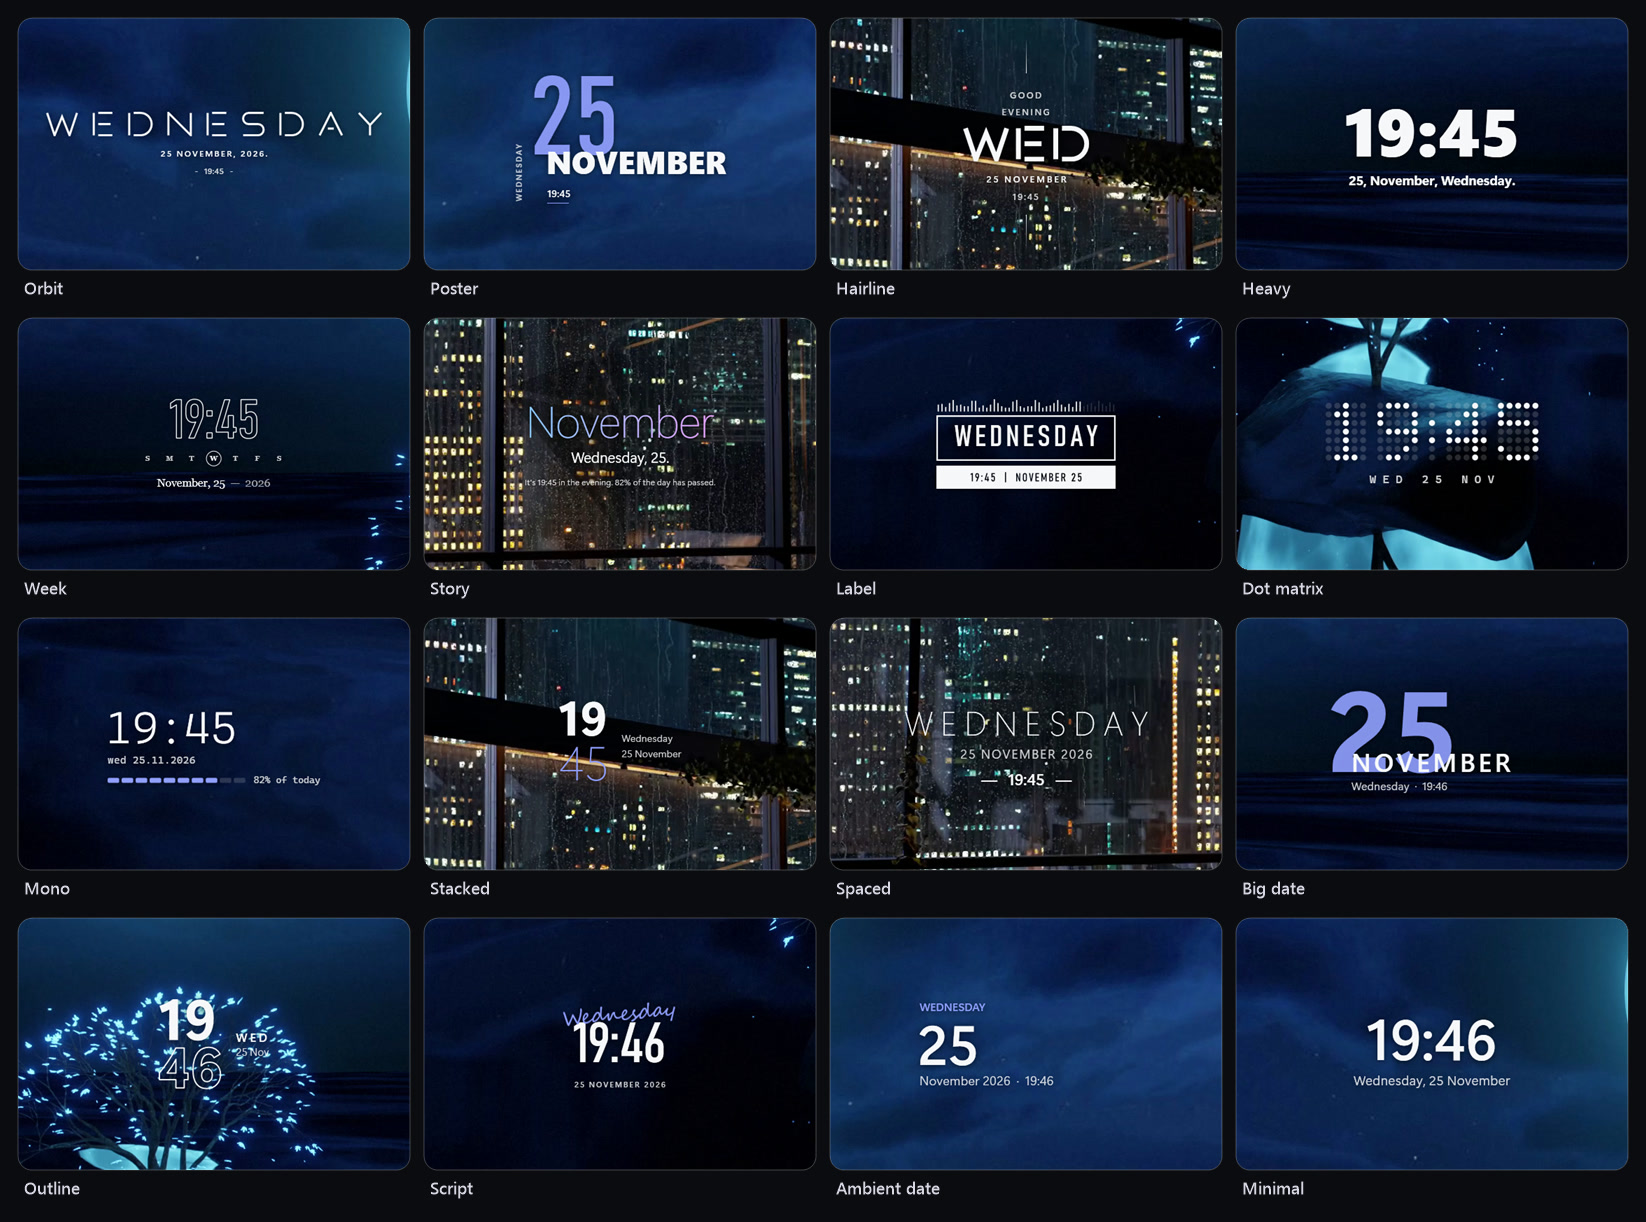 WEDNESDAY
25 NOVEMBER, 2026.
- 19:45 -
Orbit
25
NOVEMBER
WEDNESDAY
19:45
Poster
GOOD
EVENING
WED
25 NOVEMBER
19:45
Hairline
19:45
25, November, Wednesday.
Heavy
19:45
S M T W T F S
November, 25 — 2026
Week
November
Wednesday, 25.
It's 19:45 in the evening. 82% of the day has passed.
Story
WEDNESDAY
19:45 | NOVEMBER 25
Label
19:45
WED 25 NOV
Dot matrix
19:45
wed 25.11.2026
82% of today
Mono
19
45
Wednesday
25 November
Stacked
WEDNESDAY
25 NOVEMBER 2026
— 19:45 —
Spaced
25
NOVEMBER
Wednesday · 19:46
Big date
19
46
WED
25 Nov
Outline
Wednesday
19:46
25 NOVEMBER 2026
Script
WEDNESDAY
25
November 2026 · 19:46
Ambient date
19:46
Wednesday, 25 November
Minimal